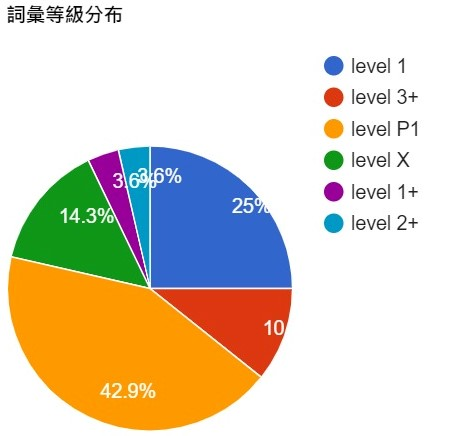 詞彙等級分布
level 1
level 3+
level P1
level X
level 1+
level 2+
3.6%
3.6%
25%
14.3%
10
42.9%